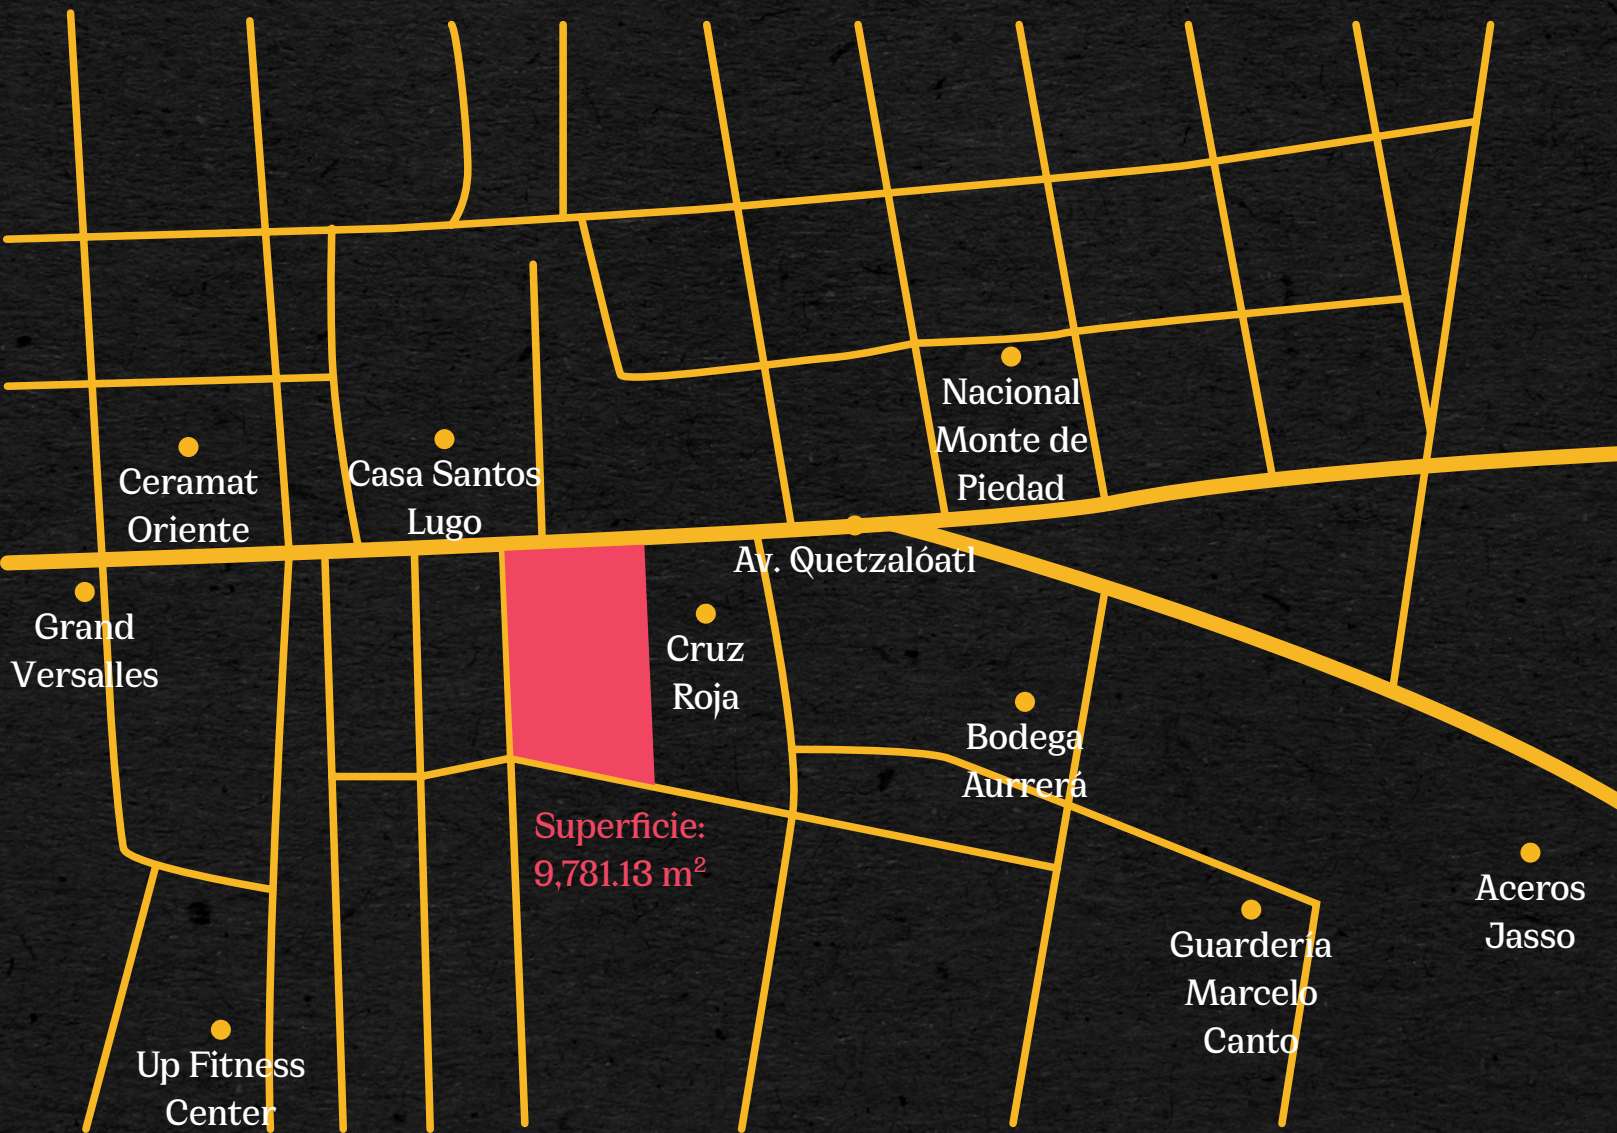 Nacional
Monte de
Piedad
Ceramat
Oriente
Casa Santos
Lugo
Av. Quetzalóatl
Grand
Versalles
Cruz
Roja
Bodega
Aurrerá
Superficie:
9,781.13 m²
Aceros
Jasso
Guardería
Marcelo
Canto
Up Fitness
Center